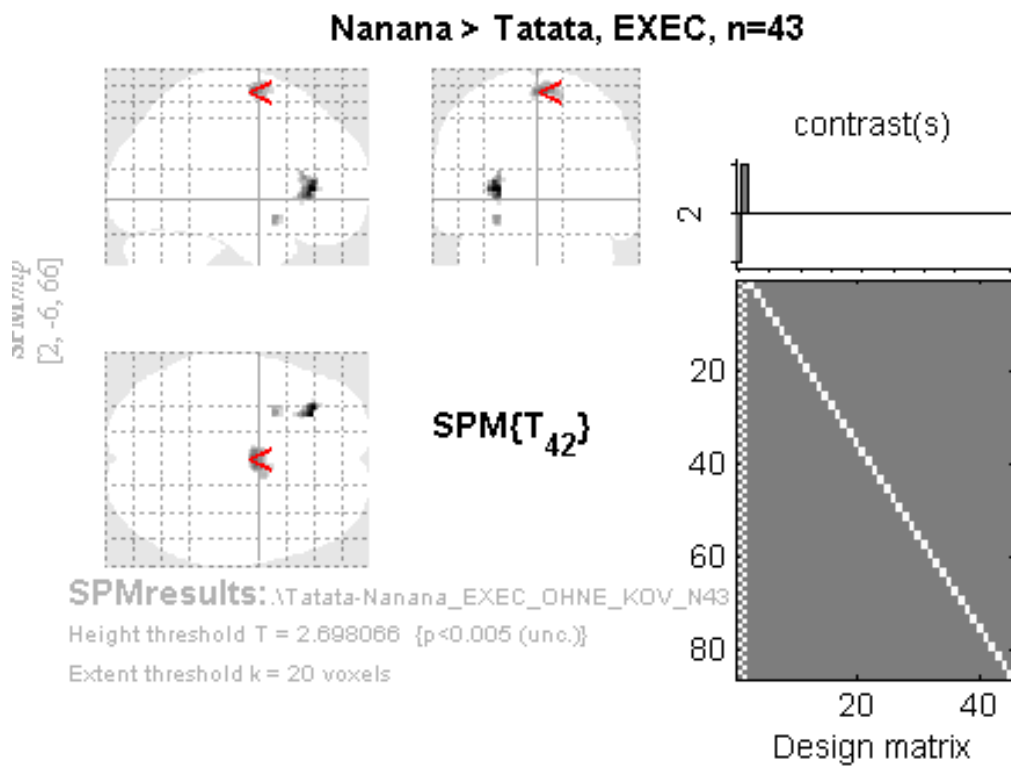 Nanana > Tatata, EXEC, n=43
contrast(s)
2
[2, -6, 66]
SPM{T42}
20
40
60
80
20 40
Design matrix
SPMresults: .\Tatata-Nanana_EXEC_OHNE_KOV_N43
Height threshold T = 2.698066 {p<0.005 (unc.)}
Extent threshold k = 20 voxels